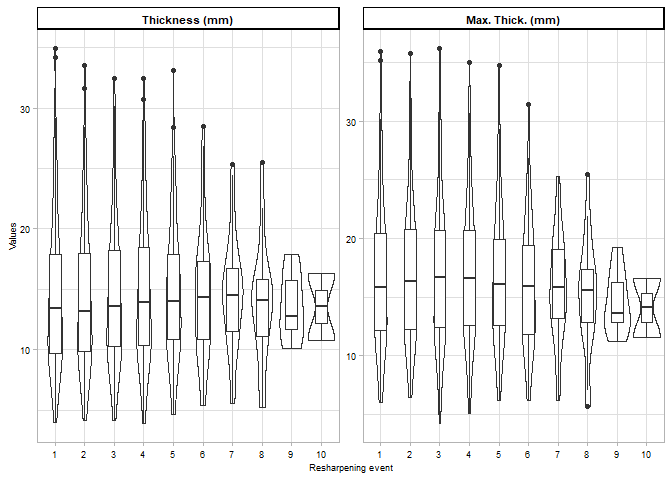 Thickness (mm)
Max. Thick. (mm)
Values
30
20
10
30
20
10
1 2 3 4 5 6 7 8 9 10
1 2 3 4 5 6 7 8 9 10
Resharpening event